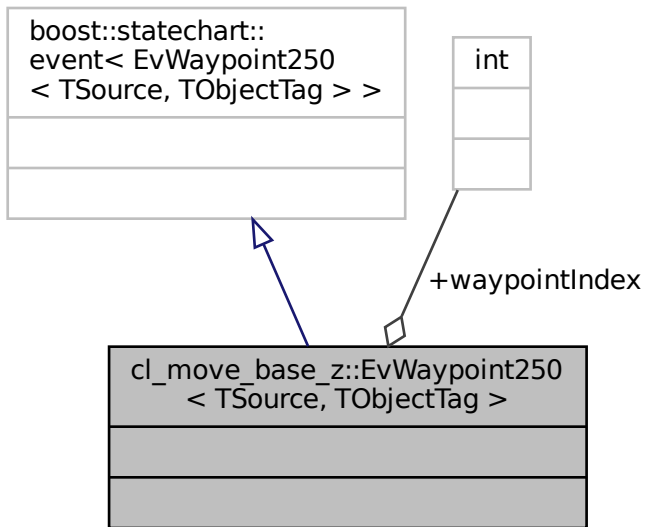 boost::statechart::
event< EvWaypoint250
< TSource, TObjectTag > >
int
+waypointIndex
cl_move_base_z::EvWaypoint250
< TSource, TObjectTag >